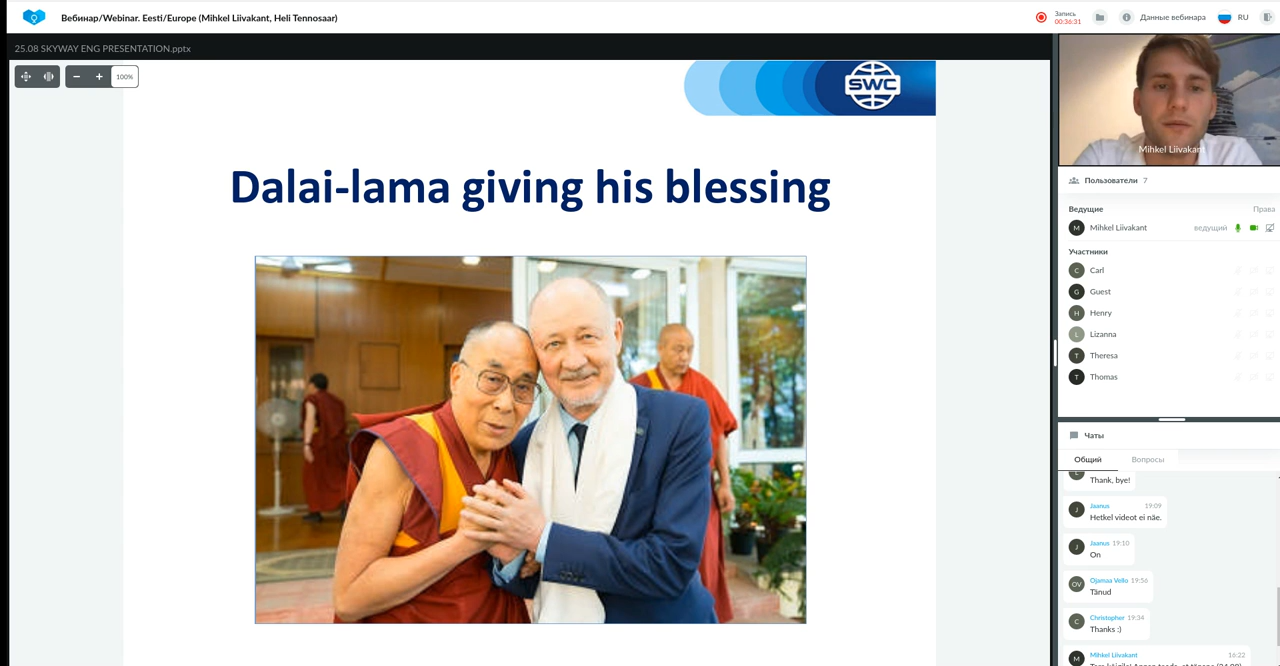 Вебинар/Webinar. Eesti/Europe (Mihkel Liivakant, Heli Tennosaar)
Запись
00:36:31
Данные вебинара
RU
25.08 SKYWAY ENG PRESENTATION.pptx
100%
SWC
Dalai-lama giving his blessing
Mihkel Liivakant
Пользователи 7
Ведущие Права
M Mihkel Liivakant ведущий
Участники
C Carl
G Guest
H Henry
L Lizanna
T Theresa
T Thomas
Чаты
Общий Вопросы
Thank, bye!
J Jaanus 19:09
Hetkel videot ei näe.
J Jaanus 19:10
On
OV Ojamaa Vello 19:56
Tänud
C Christopher 19:34
Thanks :)
M Mihkel Liivakant 16:22